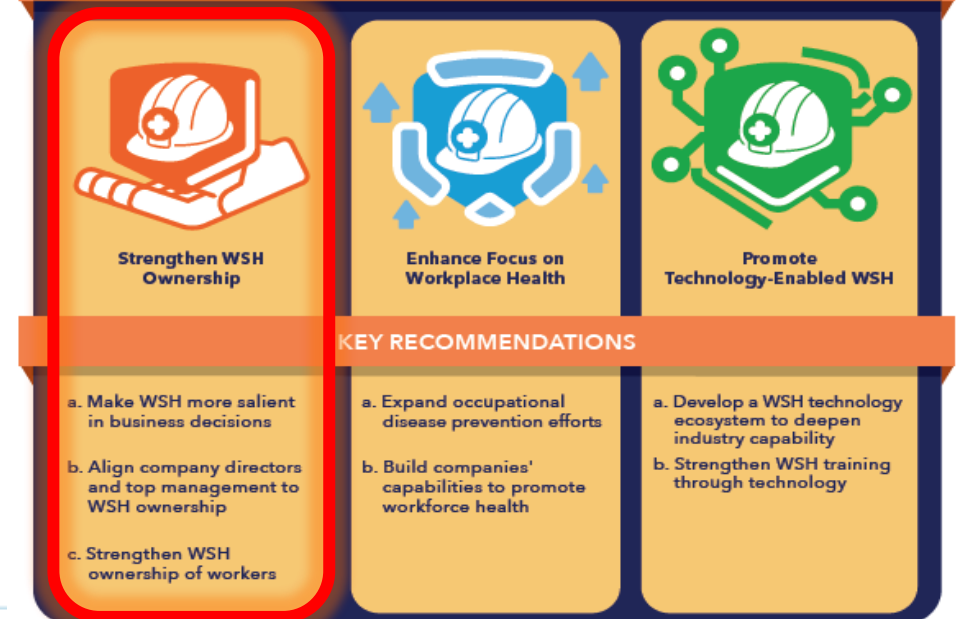 Strengthen WSH
Ownership
Enhance Focus on
Workplace Health
Promote
Technology-Enabled WSH
KEY RECOMMENDATIONS
a. Make WSH more salient
in business decisions
b. Align company directors
and top management to
WSH ownership
c. Strengthen WSH
ownership of workers
a. Expand occupational
disease prevention efforts
b. Build companies'
capabilities to promote
workforce health
a. Develop a WSH technology
ecosystem to deepen
industry capability
b. Strengthen WSH training
through technology